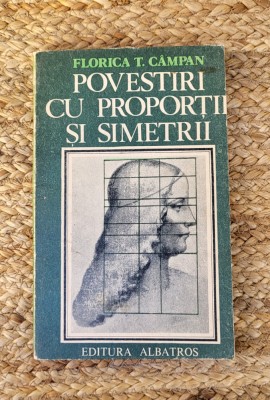 FLORICA T. CÂMPAN
POVESTIRI
CU PROPORȚII
ȘI SIMETRII
EDITURA ALBATROS